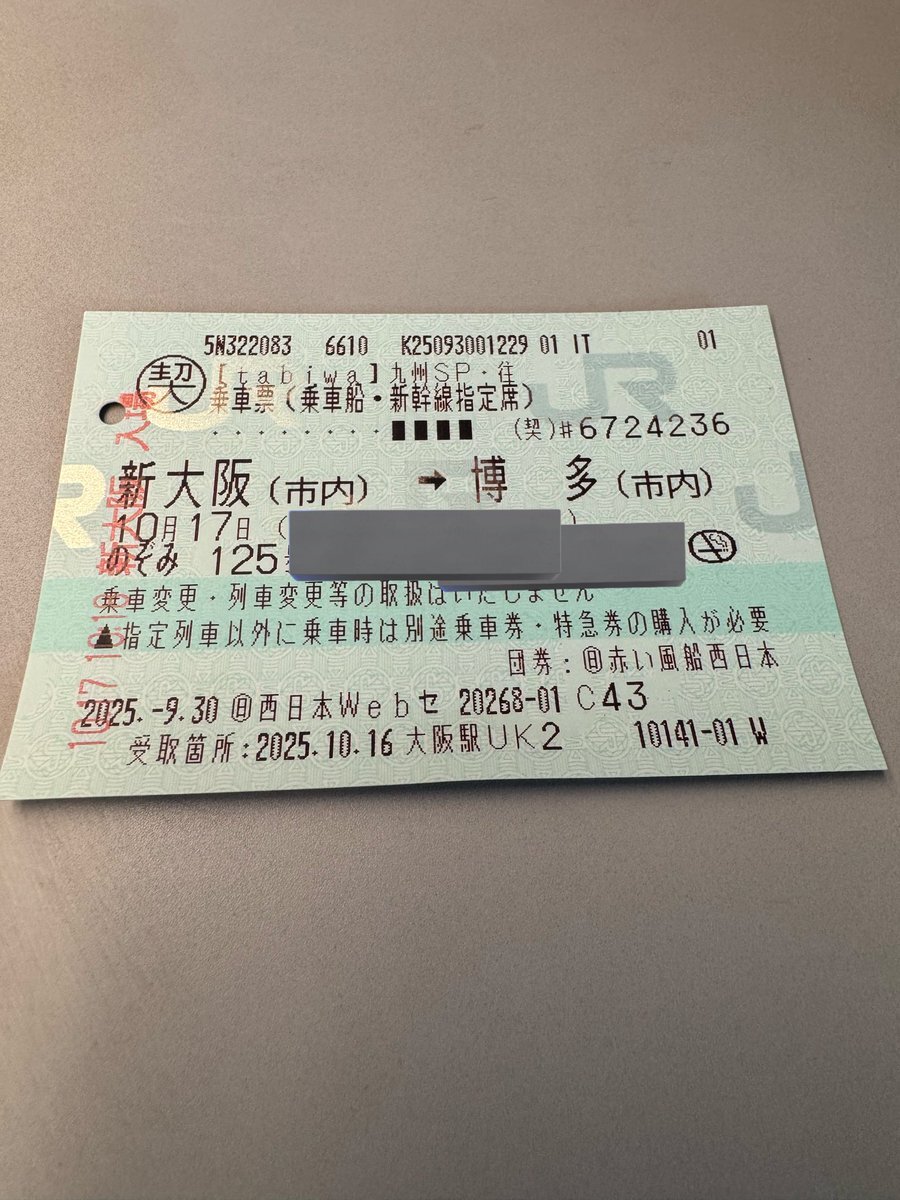 5N322083 6610 K25093001229 01 IT 01
契
[tabiwa]九州SP・往
乗車票(乗車船・新幹線指定席)
・・・・・・・・■■■■ (契)#6724236
新大阪(市内) → 博 多(市内)
10月17日(
のぞみ 125
乗車変更・列車変更等の取扱はいたしません
▲指定列車以外に乗車時は別途乗車券・特急券の購入が必要
団券:@赤い風船西日本
2025.-9.30 @西日本Webセ 20268-01 C43
受取箇所:2025.10.16 大阪駅UK2 10141-01 W
新大阪 入場
JR